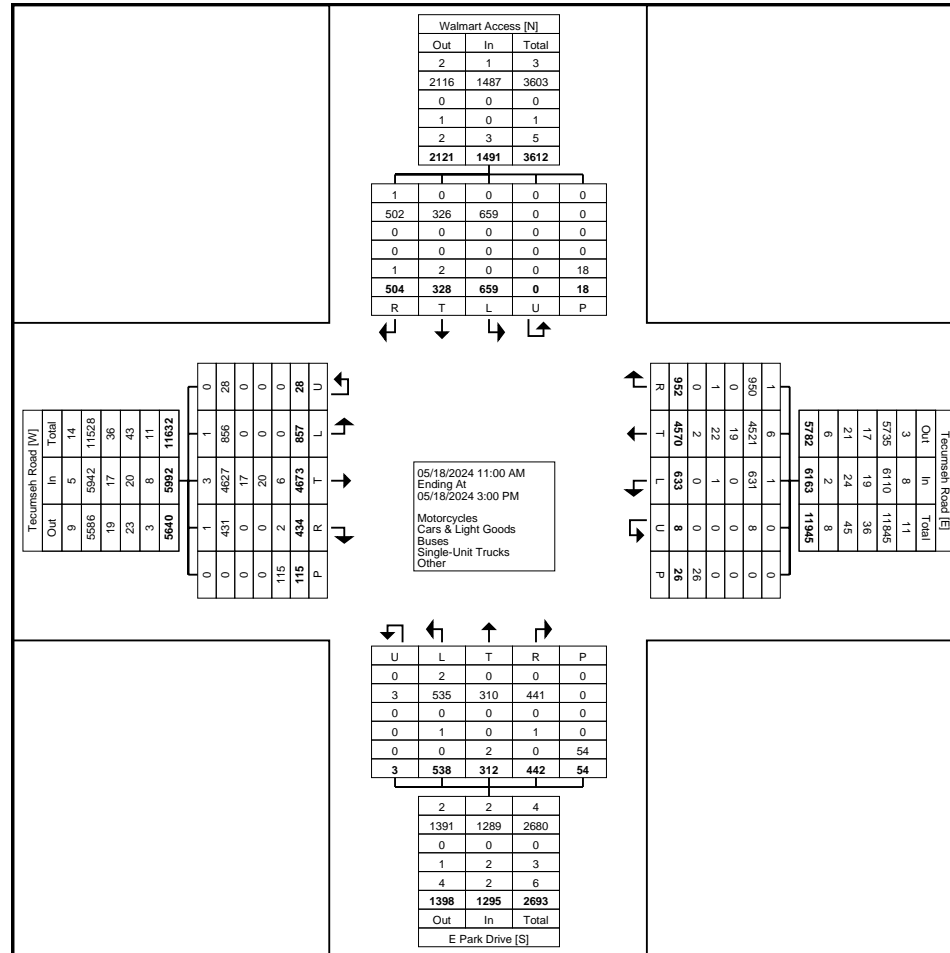 Walmart Access [N]
Out In Total
2 1 3
2116 1487 3603
0 0 0
1 0 1
2 3 5
2121 1491 3612
1 0 0 0 0
502 326 659 0 0
0 0 0 0 0
0 0 0 0 0
1 2 0 0 18
504 328 659 0 18
R T L U P
Tecumseh Road [W]
Total 14 11528 36 43 11 11632
In 5 5942 17 20 8 5992
Out 9 5586 19 23 3 5640
0 28 0 0 0 28 U
1 856 0 0 0 857 L
3 4627 17 20 6 4673 T
1 431 0 0 2 434 R
0 0 0 0 115 115 P
05/18/2024 11:00 AM
Ending At
05/18/2024 3:00 PM
Motorcycles
Cars & Light Goods
Buses
Single-Unit Trucks
Other
R 952 0 1 0 950 1
T 4570 2 22 19 4521 6
L 633 0 1 0 631 1
U 8 0 0 0 8 0
P 26 26 0 0 0 0
5782 6 21 17 5735 3 Out
6163 2 24 19 6110 8 In
11945 8 45 36 11845 11 Total
Tecumseh Road [E]
U L T R P
0 2 0 0 0
3 535 310 441 0
0 0 0 0 0
0 1 0 1 0
0 0 2 0 54
3 538 312 442 54
2 2 4
1391 1289 2680
0 0 0
1 2 3
4 2 6
1398 1295 2693
Out In Total
E Park Drive [S]